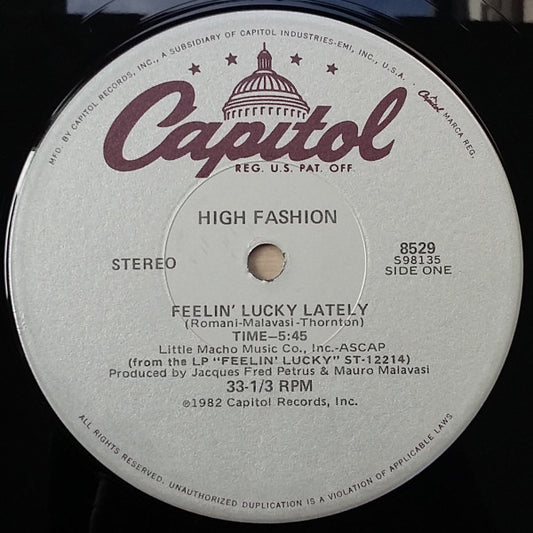 MFD. BY CAPITOL RECORDS, INC., A SUBSIDIARY OF CAPITOL INDUSTRIES-EMI, INC., U.S.A. Capitol MARCA REG.
Capitol
REG. U.S. PAT. OFF.
HIGH FASHION
STEREO
8529
S98135
SIDE ONE
FEELIN' LUCKY LATELY
(Romani-Malavasi-Thornton)
TIME–5:45
Little Macho Music Co., Inc.-ASCAP
(from the LP "FEELIN' LUCKY" ST-12214)
Produced by Jacques Fred Petrus & Mauro Malavasi
33-1/3 RPM
℗1982 Capitol Records, Inc.
ALL RIGHTS RESERVED. UNAUTHORIZED DUPLICATION IS A VIOLATION OF APPLICABLE LAWS